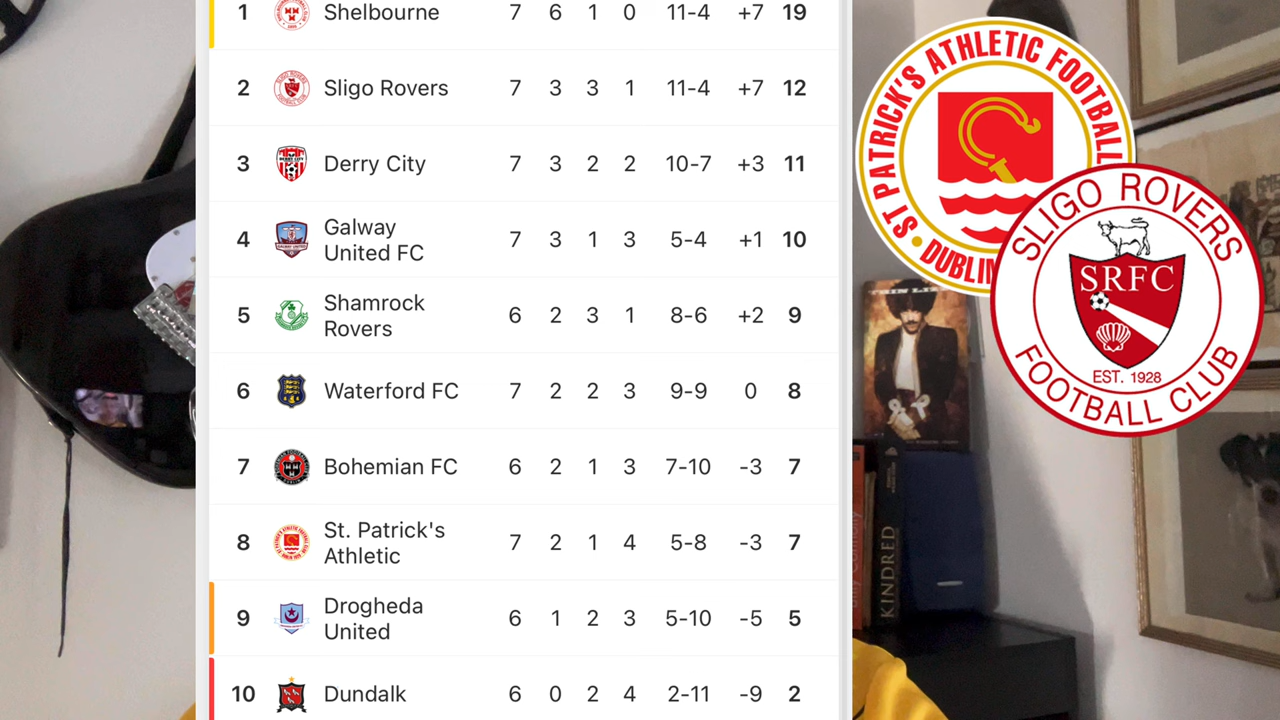 1 Shelbourne 7 6 1 0 11-4 +7 19
2 Sligo Rovers 7 3 3 1 11-4 +7 12
3 Derry City 7 3 2 2 10-7 +3 11
4 Galway United FC 7 3 1 3 5-4 +1 10
5 Shamrock Rovers 6 2 3 1 8-6 +2 9
6 Waterford FC 7 2 2 3 9-9 0 8
7 Bohemian FC 6 2 1 3 7-10 -3 7
8 St. Patrick's Athletic 7 2 1 4 5-8 -3 7
9 Drogheda United 6 1 2 3 5-10 -5 5
10 Dundalk 6 0 2 4 2-11 -9 2
ST PATRICK'S ATHLETIC FOOTBALL
DUBLIN
SLIGO ROVERS
SRFC
EST. 1928
FOOTBALL CLUB
KINDRED